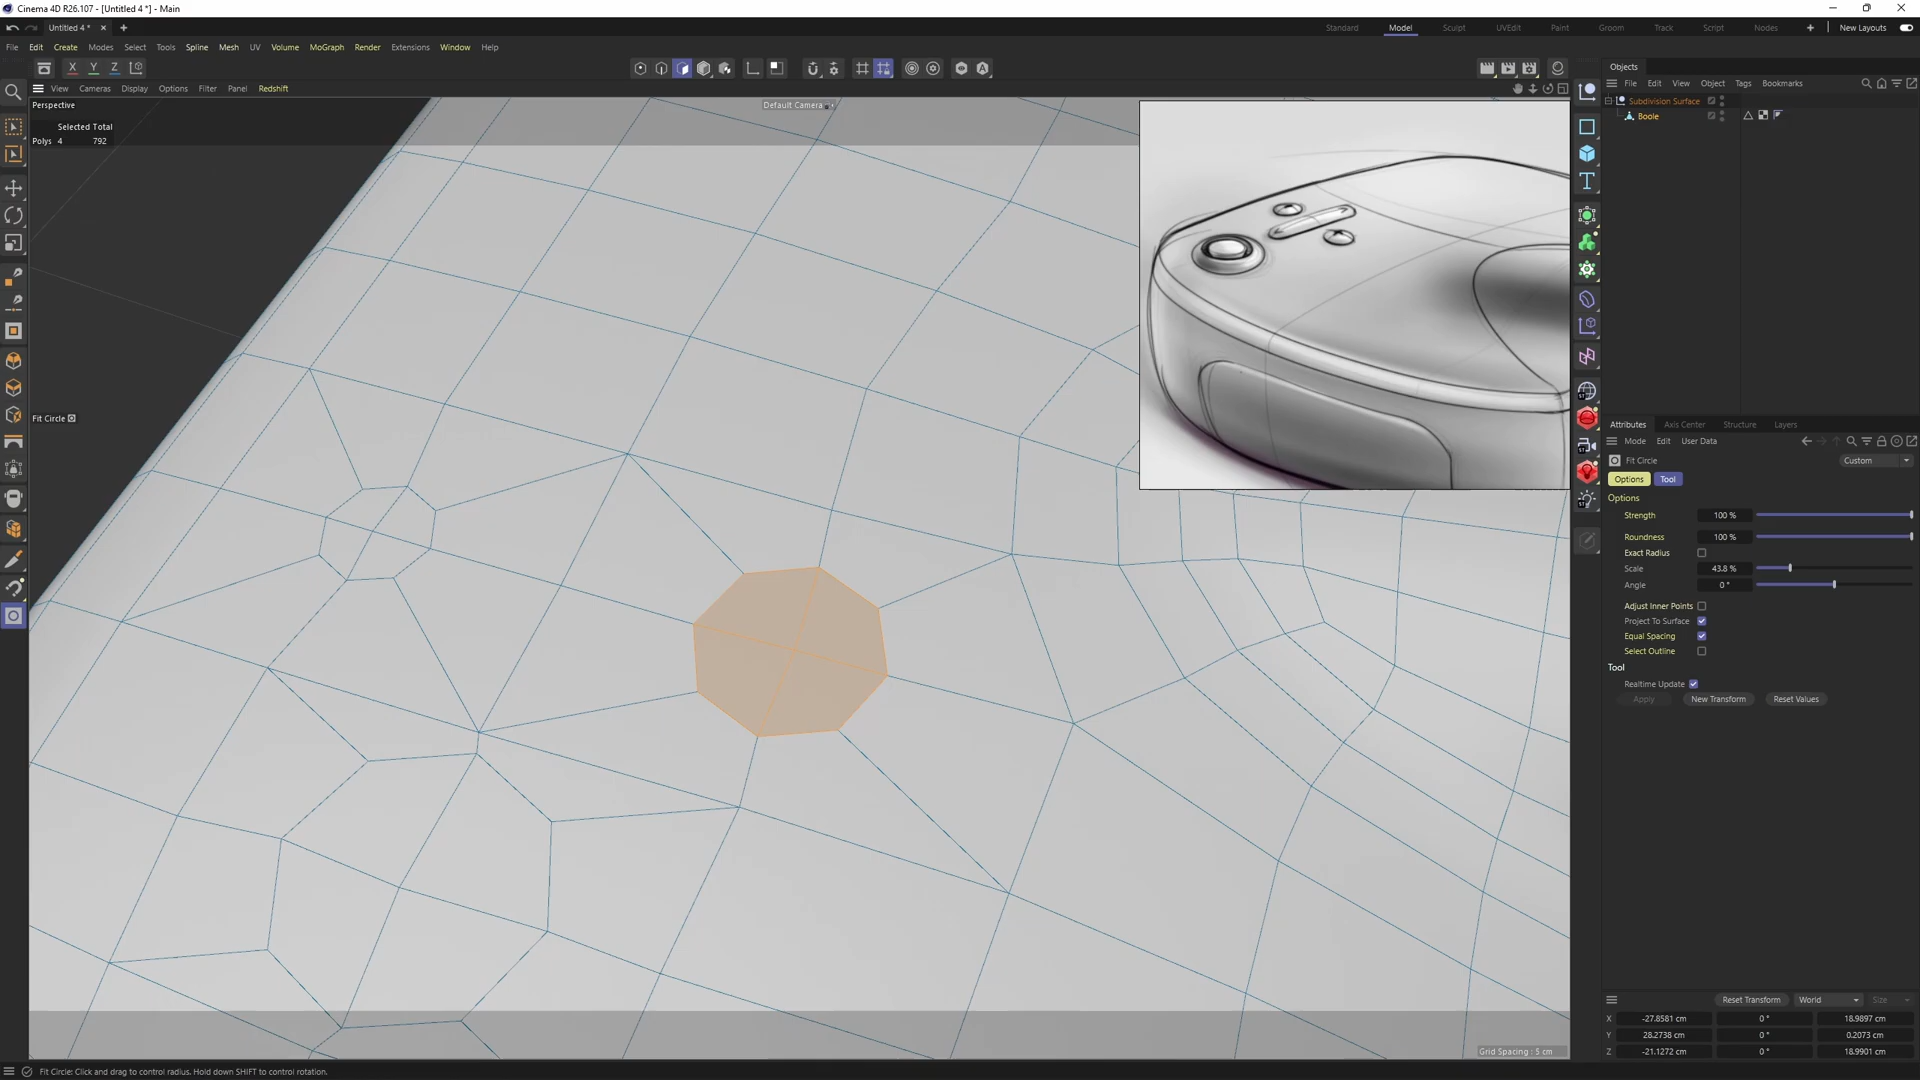 Cinema 4D R26.107 - [Untitled 4 *] - Main
Untitled 4 *
Standard Model Sculpt UVEdit Paint Groom Track Script Nodes New Layouts
File Edit Create Modes Select Tools Spline Mesh UV Volume MoGraph Render Extensions Window Help
X Y Z
View Cameras Display Options Filter Panel Redshift
Perspective
Default Camera
Selected Total
Polys 4 792
Fit Circle
Grid Spacing : 5 cm
Objects
File Edit View Object Tags Bookmarks
Subdivision Surface
Boole
Attributes Axis Center Structure Layers
Mode Edit User Data
Fit Circle Custom
Options Tool
Options
Strength 100 %
Roundness 100 %
Exact Radius
Scale 43.8 %
Angle 0 °
Adjust Inner Points
Project To Surface
Equal Spacing
Select Outline
Tool
Realtime Update
Apply New Transform Reset Values
Reset Transform World Size
X -27.8581 cm 0 ° 18.9897 cm
Y 28.2738 cm 0 ° 0.2073 cm
Z -21.1272 cm 0 ° 18.9901 cm
Fit Circle: Click and drag to control radius. Hold down SHIFT to control rotation.